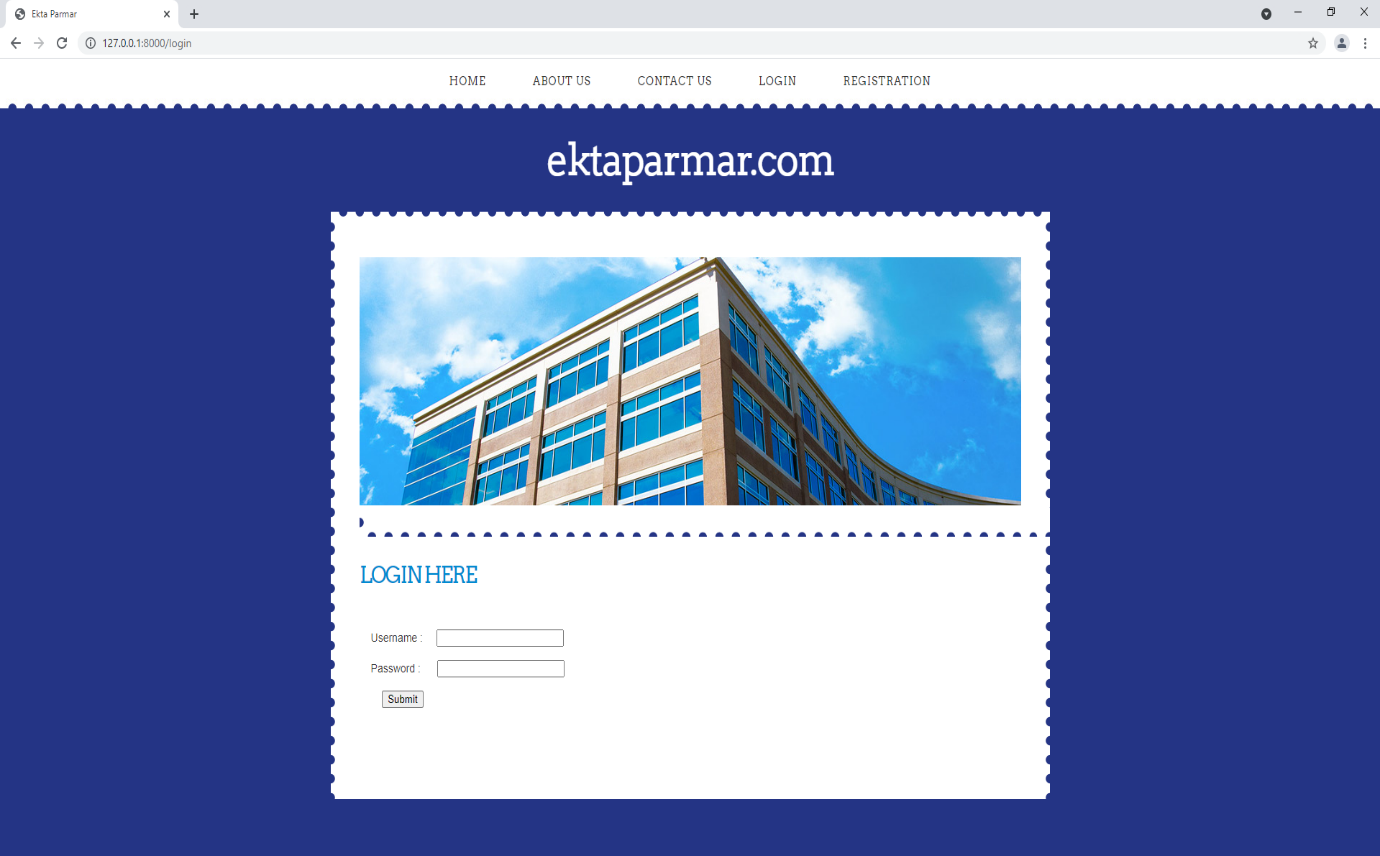 Ekta Parmar
127.0.0.1:8000/login
HOME ABOUT US CONTACT US LOGIN REGISTRATION
ektaparmar.com
LOGIN HERE
Username :
Password :
Submit